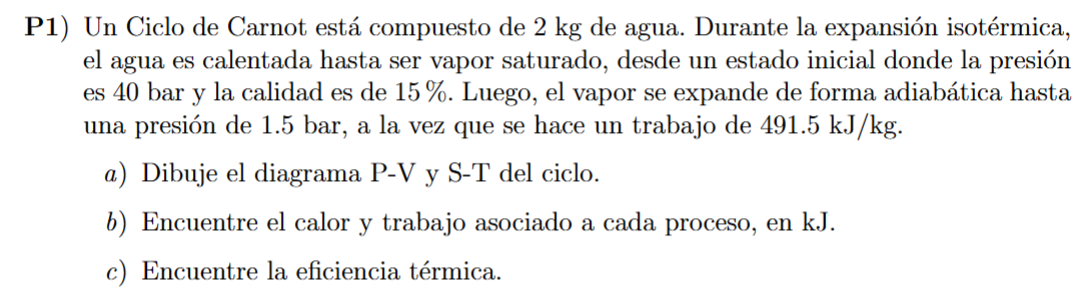 P1) Un Ciclo de Carnot está compuesto de 2 kg de agua. Durante la expansión isotérmica,
el agua es calentada hasta ser vapor saturado, desde un estado inicial donde la presión
es 40 bar y la calidad es de 15 %. Luego, el vapor se expande de forma adiabática hasta
una presión de 1.5 bar, a la vez que se hace un trabajo de 491.5 kJ/kg.
a) Dibuje el diagrama P-V y S-T del ciclo.
b) Encuentre el calor y trabajo asociado a cada proceso, en kJ.
c) Encuentre la eficiencia térmica.